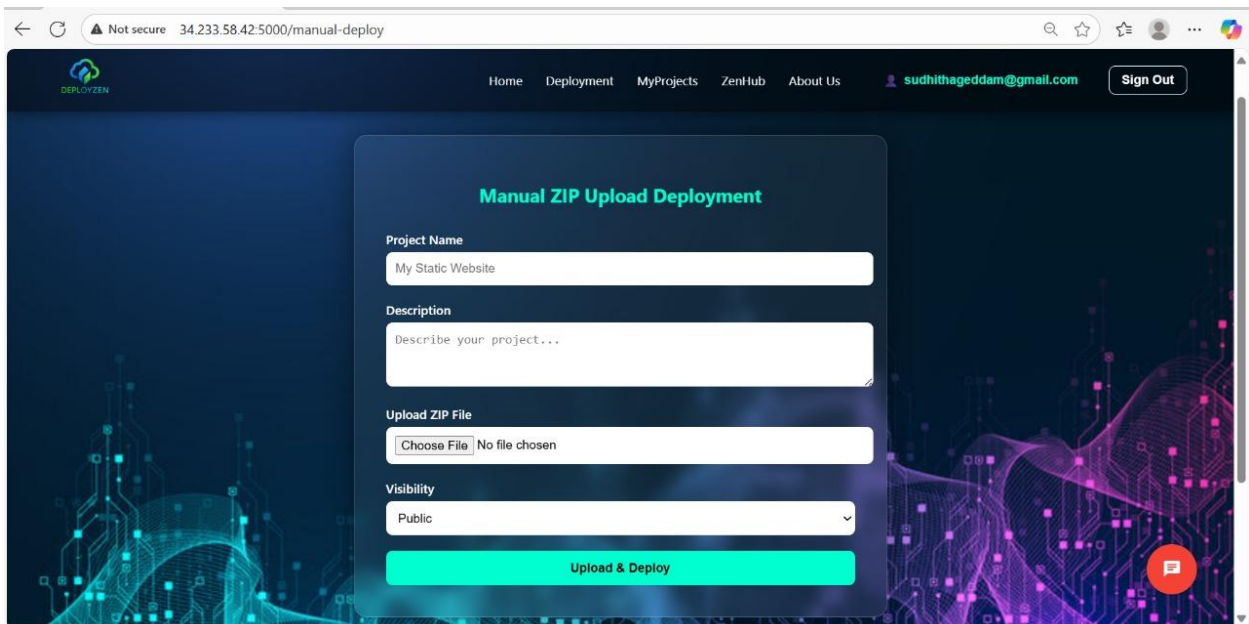 Not secure 34.233.58.42:5000/manual-deploy
DEPLOYZEN
Home Deployment MyProjects ZenHub About Us sudhithageddam@gmail.com Sign Out
Manual ZIP Upload Deployment
Project Name
My Static Website
Description
Describe your project...
Upload ZIP File
Choose File No file chosen
Visibility
Public
Upload & Deploy